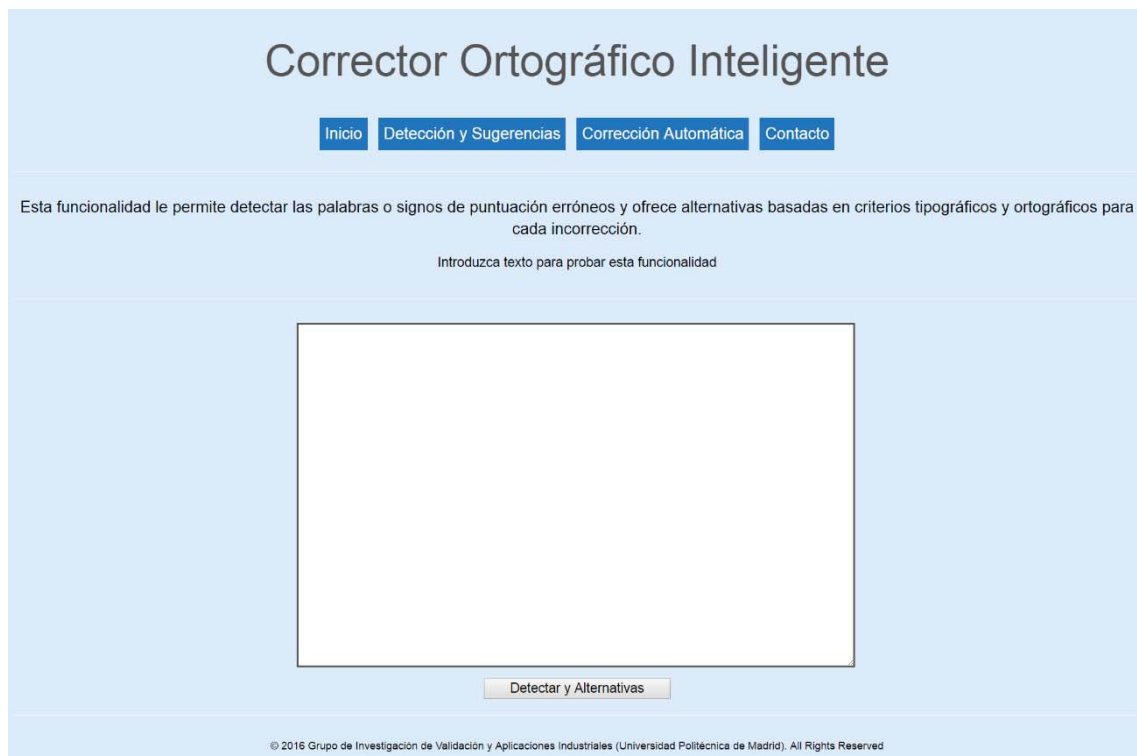 Corrector Ortográfico Inteligente
Inicio Detección y Sugerencias Corrección Automática Contacto
Esta funcionalidad le permite detectar las palabras o signos de puntuación erróneos y ofrece alternativas basadas en criterios tipográficos y ortográficos para
cada incorrección.
Introduzca texto para probar esta funcionalidad
Detectar y Alternativas
© 2016 Grupo de Investigación de Validación y Aplicaciones Industriales (Universidad Politécnica de Madrid). All Rights Reserved